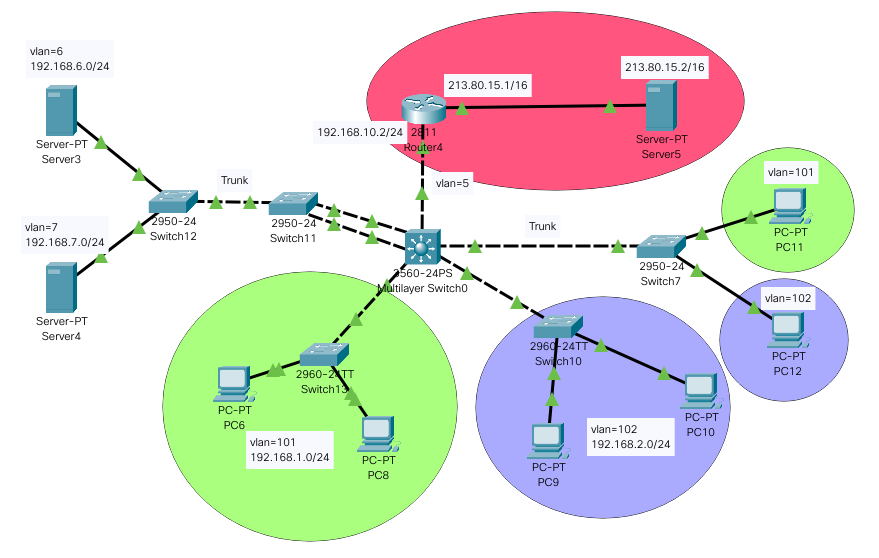 vlan=6
192.168.6.0/24
Server-PT
Server3
vlan=7
192.168.7.0/24
Server-PT
Server4
Trunk
2950-24
Switch12
2950-24
Switch11
192.168.10.2/24
2811
Router4
213.80.15.1/16
213.80.15.2/16
Server-PT
Server5
vlan=5
3560-24PS
Multilayer Switch0
Trunk
2950-24
Switch7
vlan=101
PC-PT
PC11
vlan=102
PC-PT
PC12
2960-24TT
Switch13
PC-PT
PC6
vlan=101
192.168.1.0/24
PC-PT
PC8
2960-24TT
Switch10
PC-PT
PC9
vlan=102
192.168.2.0/24
PC-PT
PC10